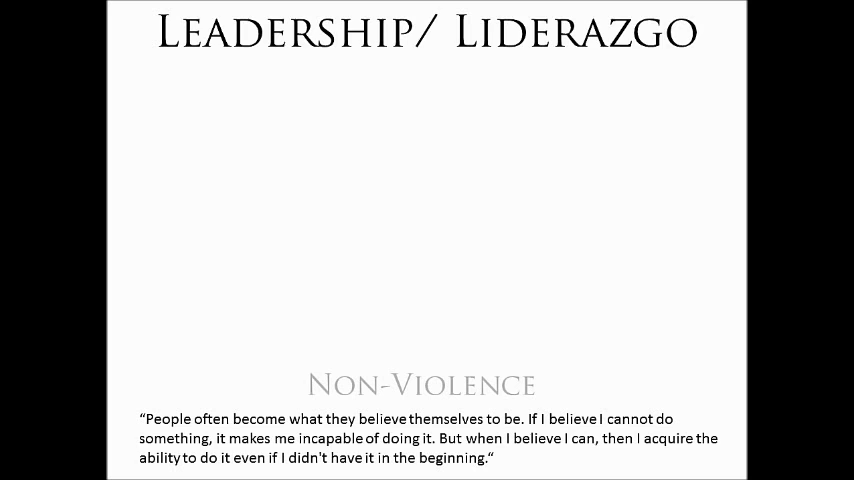 LEADERSHIP/ LIDERAZGO
NON-VIOLENCE
“People often become what they believe themselves to be. If I believe I cannot do
something, it makes me incapable of doing it. But when I believe I can, then I acquire the
ability to do it even if I didn't have it in the beginning.“